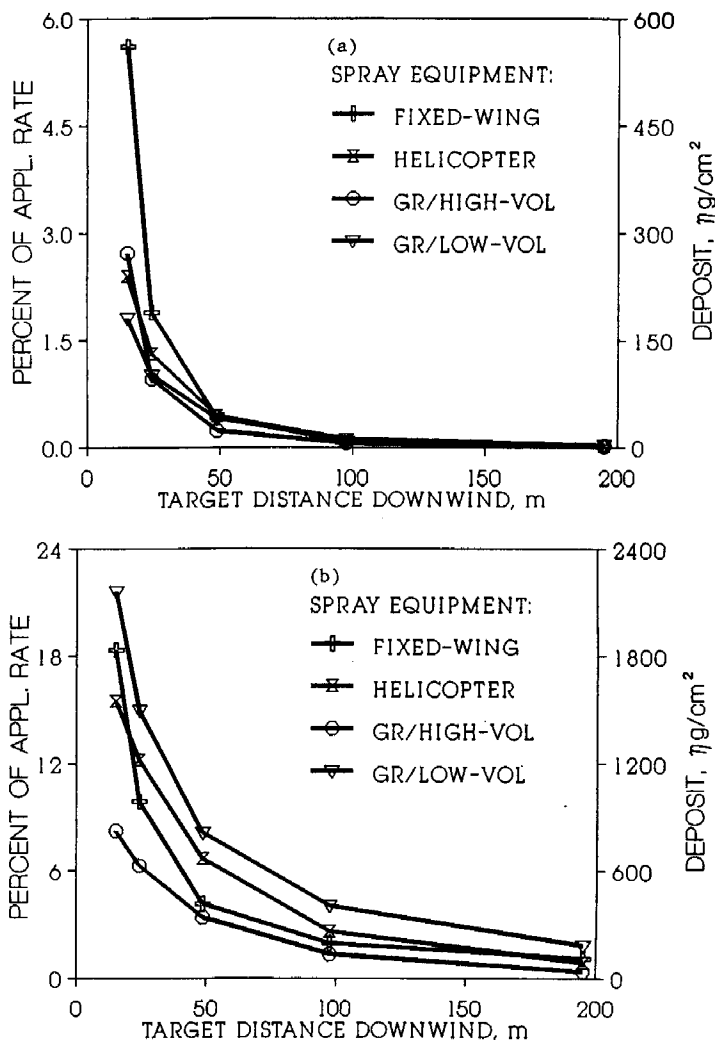 (a)
SPRAY EQUIPMENT:
FIXED-WING
HELICOPTER
GR/HIGH-VOL
GR/LOW-VOL
PERCENT OF APPL. RATE
6.0
4.5
3.0
1.5
0.0
DEPOSIT, ηg/cm²
600
450
300
150
0
0 50 100 150 200
TARGET DISTANCE DOWNWIND, m
(b)
SPRAY EQUIPMENT:
FIXED-WING
HELICOPTER
GR/HIGH-VOL
GR/LOW-VOL
PERCENT OF APPL. RATE
24
18
12
6
0
DEPOSIT, ηg/cm²
2400
1800
1200
600
0
0 50 100 150 200
TARGET DISTANCE DOWNWIND, m